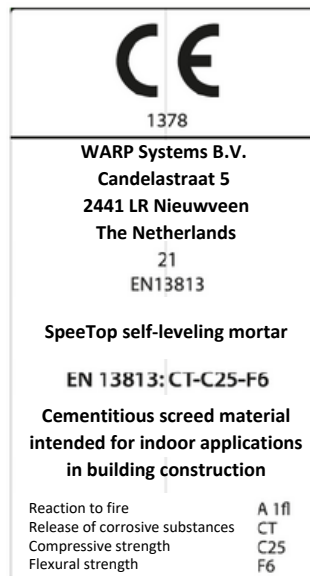 CE
1378
WARP Systems B.V.
Candelastraat 5
2441 LR Nieuwveen
The Netherlands
21
EN13813
SpeeTop self-leveling mortar
EN 13813: CT-C25-F6
Cementitious screed material
intended for indoor applications
in building construction
Reaction to fire A 1fl
Release of corrosive substances CT
Compressive strength C25
Flexural strength F6